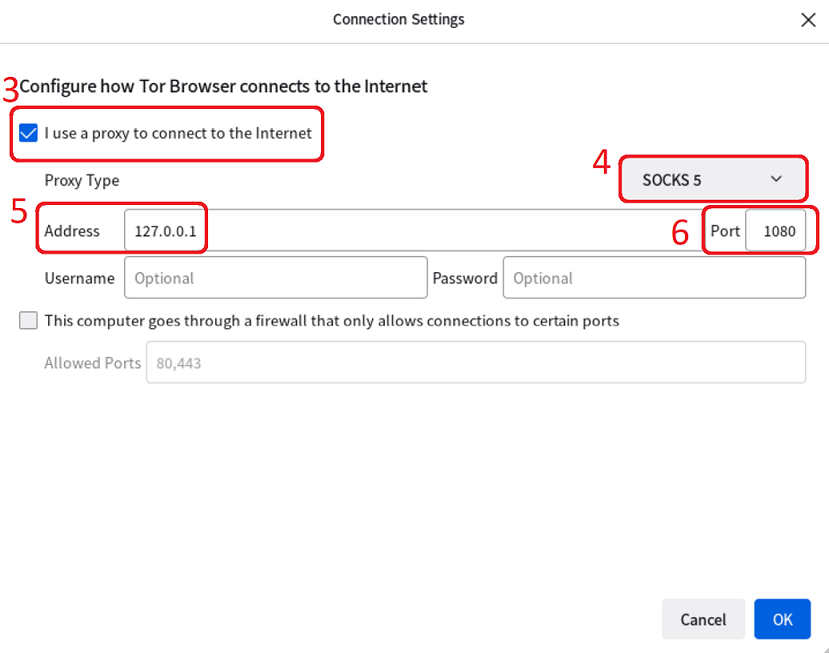 Connection Settings
3
Configure how Tor Browser connects to the Internet
I use a proxy to connect to the Internet
4
Proxy Type SOCKS 5
5
Address 127.0.0.1 6 Port 1080
Username Optional Password Optional
This computer goes through a firewall that only allows connections to certain ports
Allowed Ports 80,443
Cancel OK